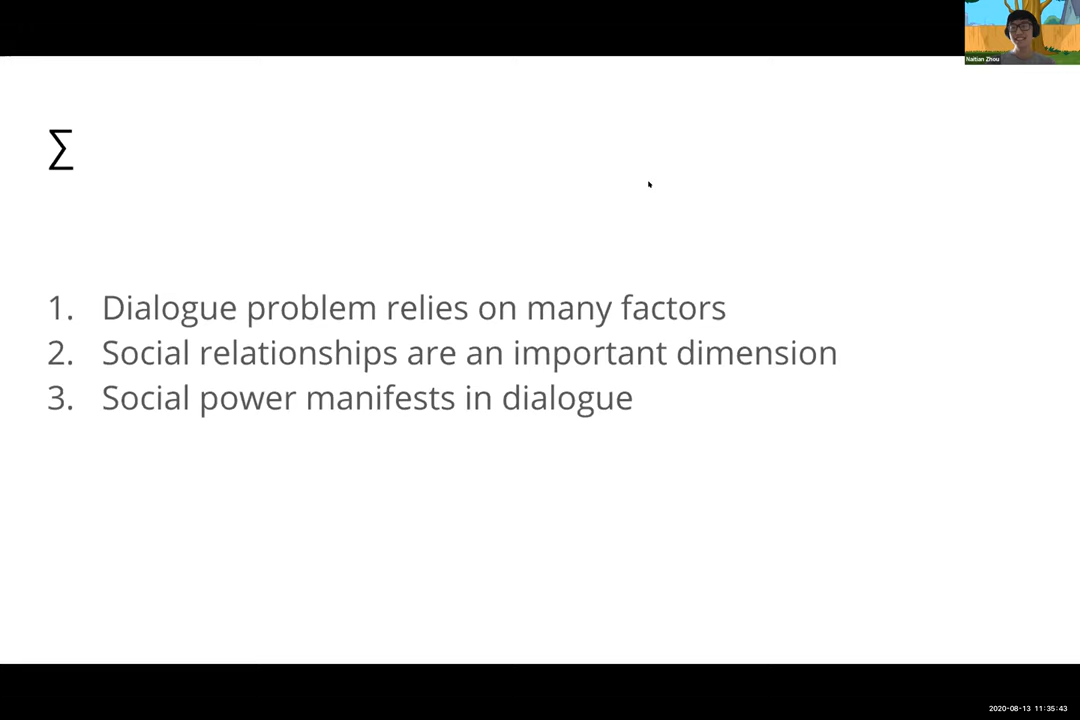 Naitian Zhou
∑
1. Dialogue problem relies on many factors
2. Social relationships are an important dimension
3. Social power manifests in dialogue
2020-08-13 11:35:43